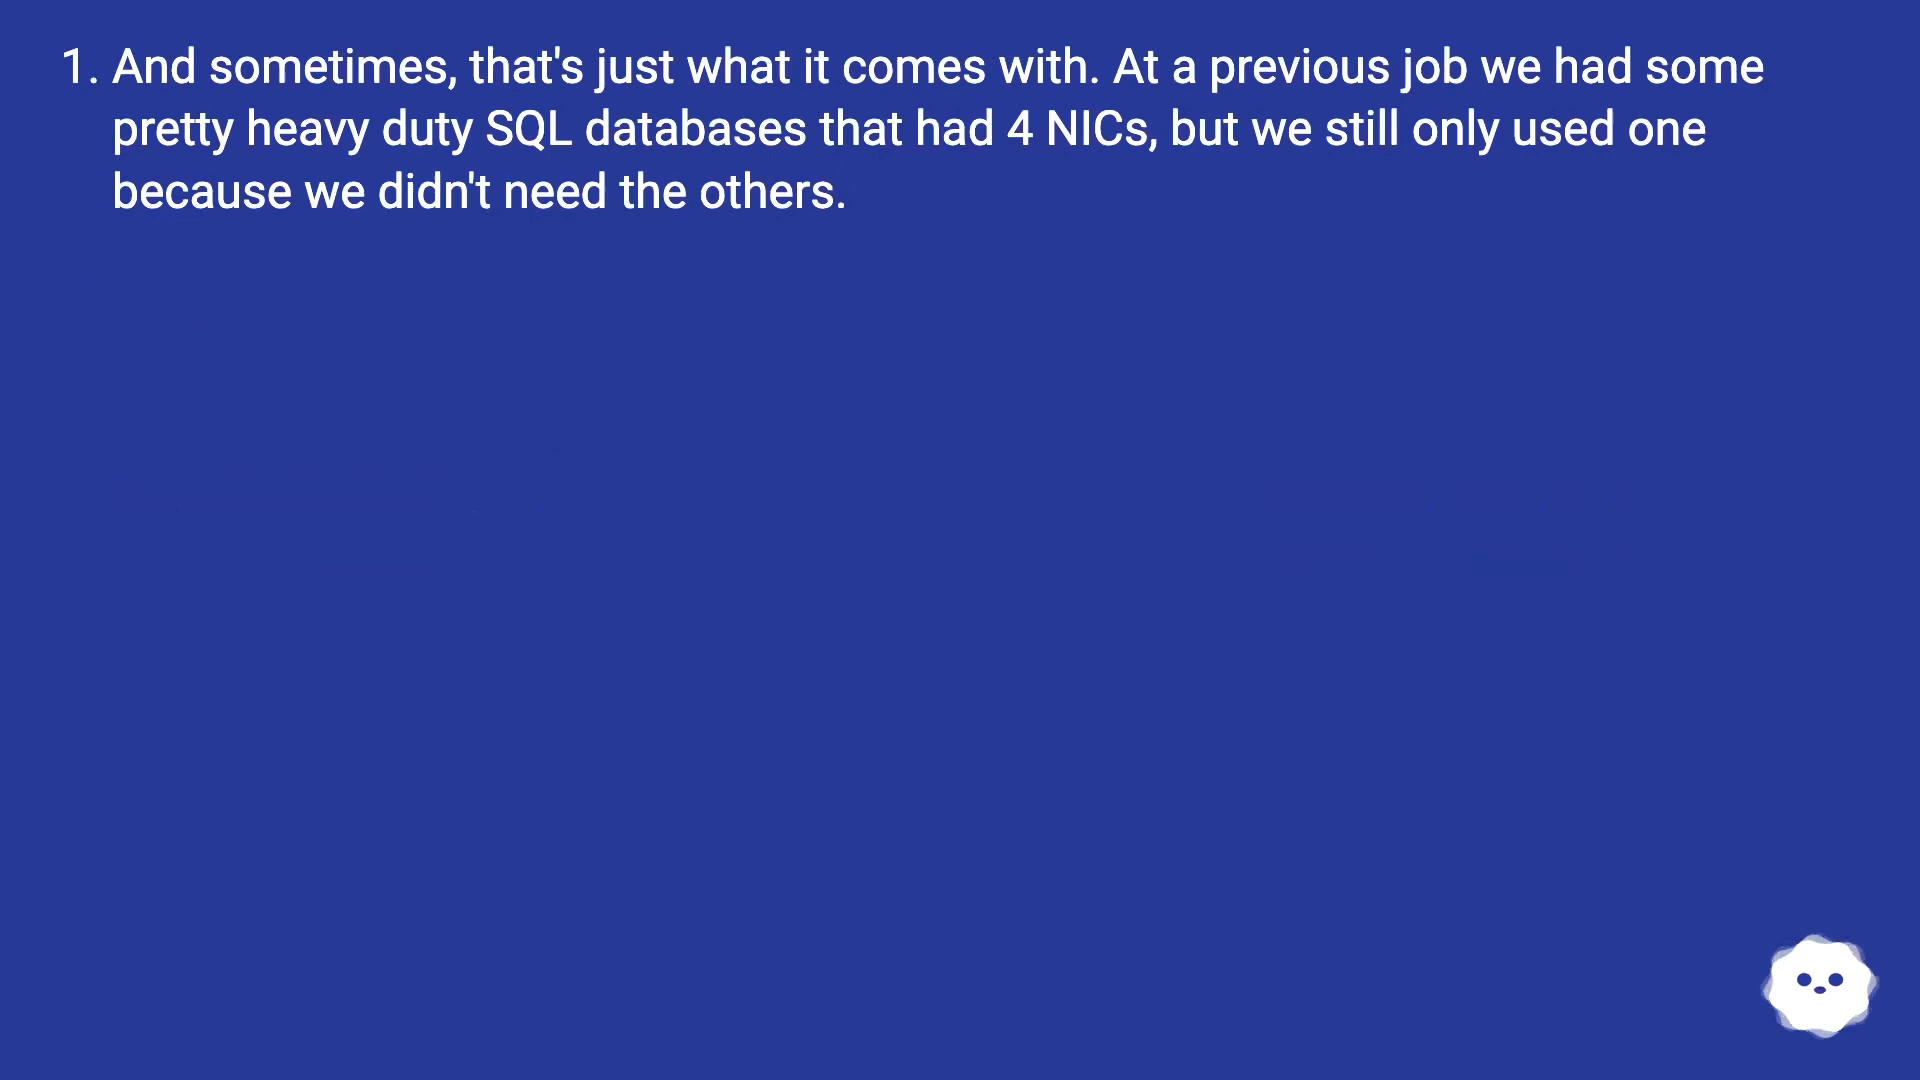 1. And sometimes, that's just what it comes with. At a previous job we had some
pretty heavy duty SQL databases that had 4 NICs, but we still only used one
because we didn't need the others.